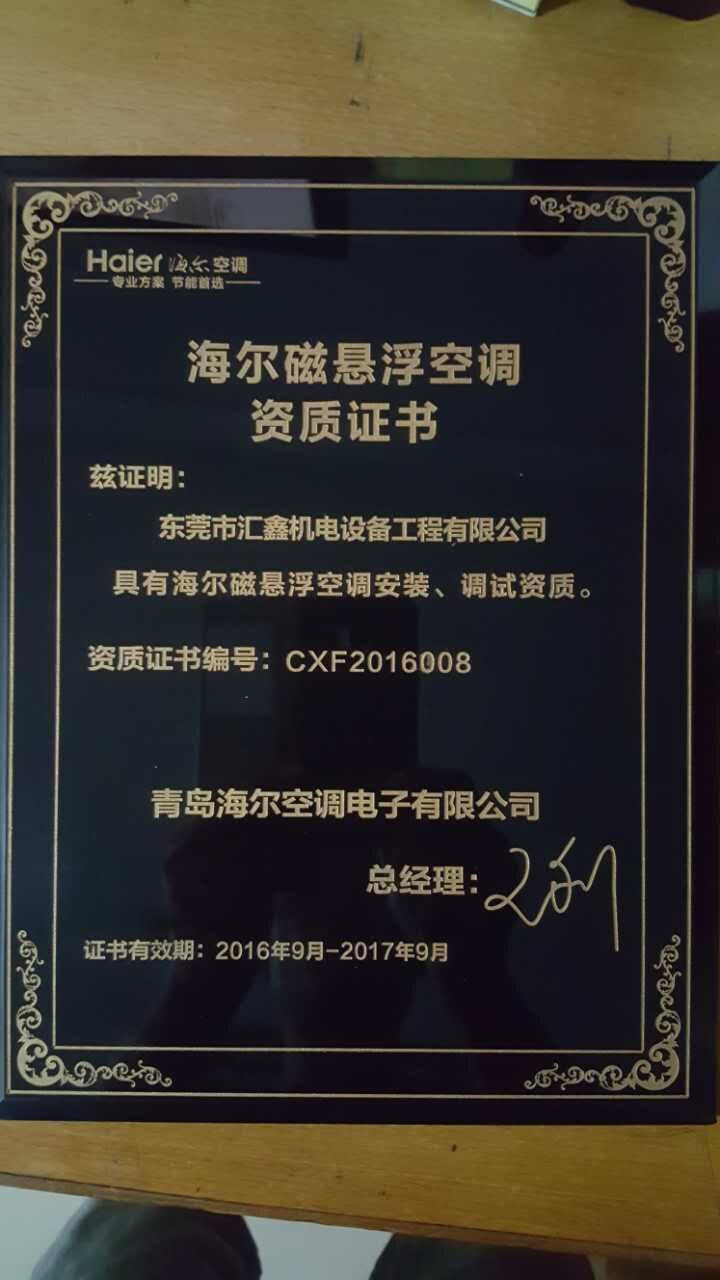 Haier 海尔 空调
专业方案 节能首选
海尔磁悬浮空调
资质证书
兹证明：
东莞市汇鑫机电设备工程有限公司
具有海尔磁悬浮空调安装、调试资质。
资质证书编号：CXF2016008
青岛海尔空调电子有限公司
总经理：
证书有效期：2016年9月-2017年9月